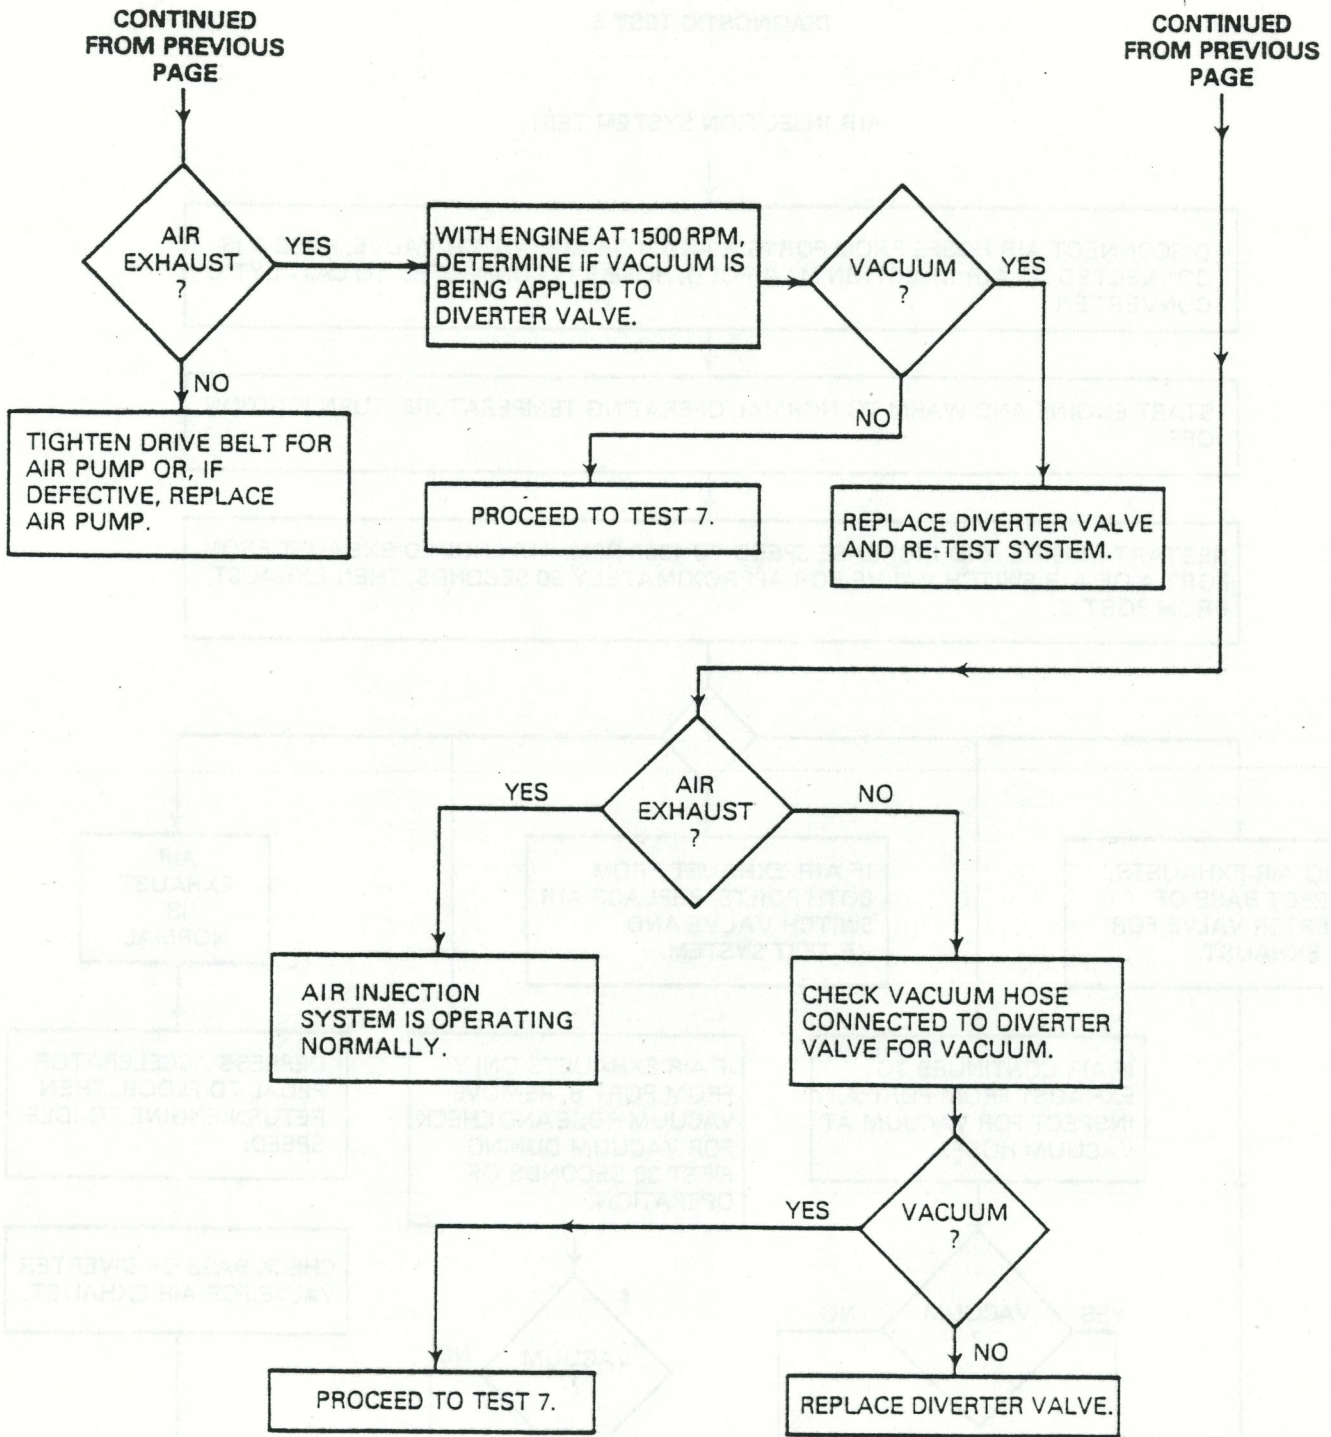 CONTINUED
FROM PREVIOUS
PAGE
CONTINUED
FROM PREVIOUS
PAGE
AIR
EXHAUST
?
YES
WITH ENGINE AT 1500 RPM,
DETERMINE IF VACUUM IS
BEING APPLIED TO
DIVERTER VALVE.
VACUUM
?
YES
NO
TIGHTEN DRIVE BELT FOR
AIR PUMP OR, IF
DEFECTIVE, REPLACE
AIR PUMP.
NO
PROCEED TO TEST 7.
REPLACE DIVERTER VALVE
AND RE-TEST SYSTEM.
AIR
EXHAUST
?
YES
NO
AIR INJECTION
SYSTEM IS OPERATING
NORMALLY.
CHECK VACUUM HOSE
CONNECTED TO DIVERTER
VALVE FOR VACUUM.
VACUUM
?
YES
NO
PROCEED TO TEST 7.
REPLACE DIVERTER VALVE.